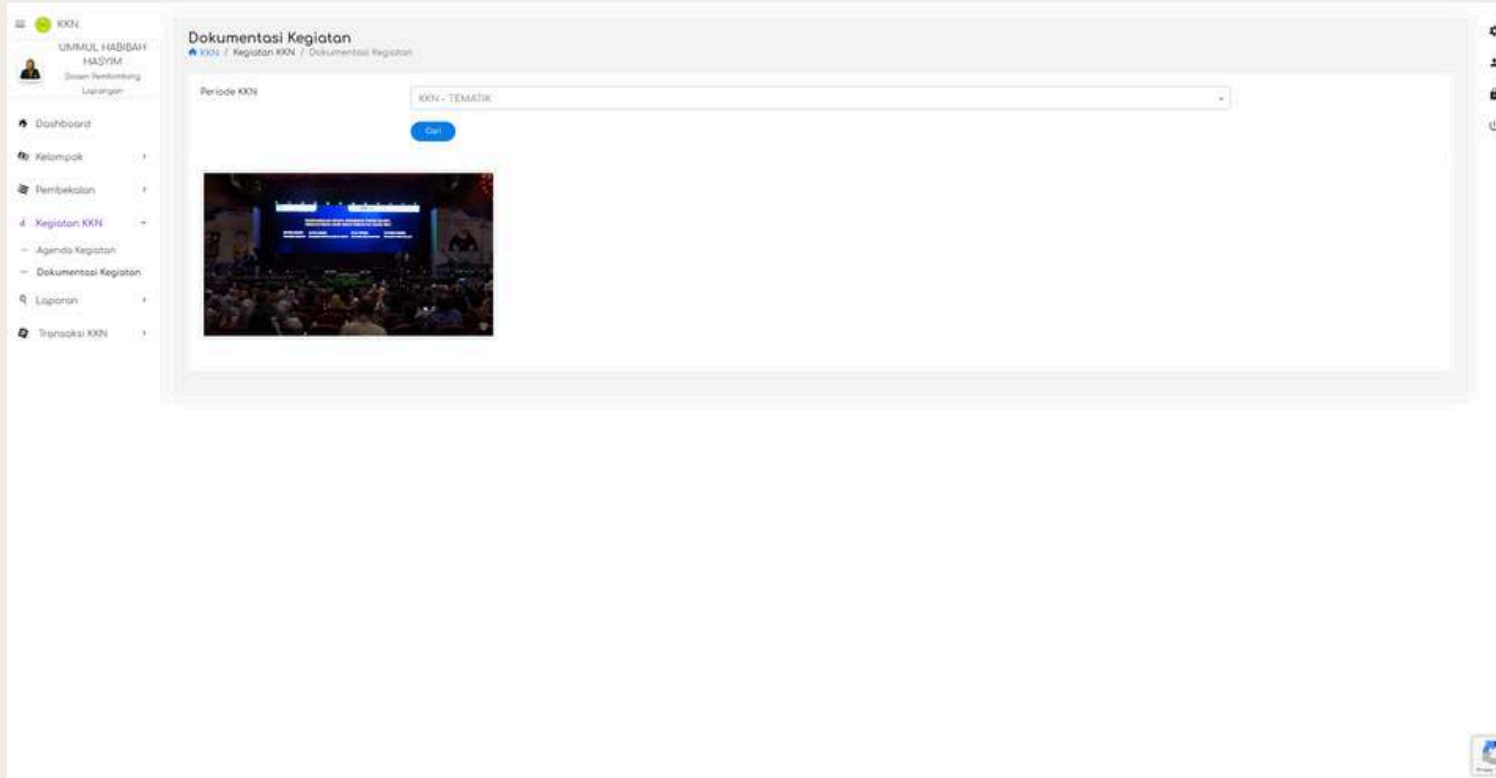 KKN
UMMUL HABIBAH
HASYIM
Dosen Pembimbing
Lapangan
Dashboard
Kelompok
Pembekalan
Kegiatan KKN
Agenda Kegiatan
Dokumentasi Kegiatan
Laporan
Transaksi KKN
Dokumentasi Kegiatan
KKN / Kegiatan KKN / Dokumentasi Kegiatan
Periode KKN
KKN - TEMATIK
Cari